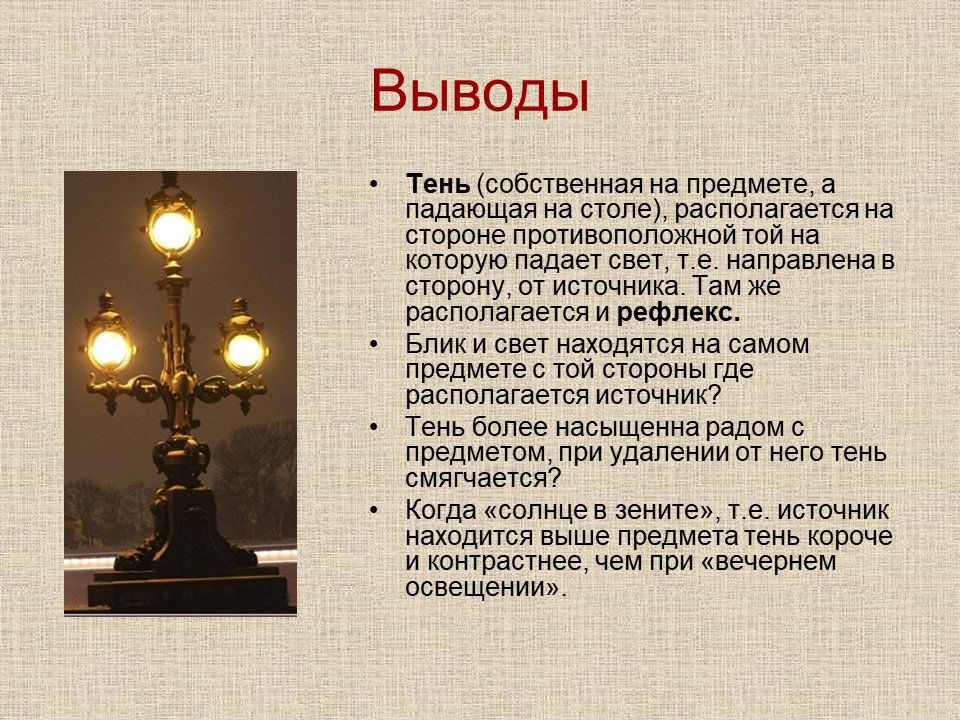 Выводы
• Тень (собственная на предмете, а
падающая на столе), располагается на
стороне противоположной той на
которую падает свет, т.е. направлена в
сторону, от источника. Там же
располагается и рефлекс.
• Блик и свет находятся на самом
предмете с той стороны где
располагается источник?
• Тень более насыщенна радом с
предметом, при удалении от него тень
смягчается?
• Когда «солнце в зените», т.е. источник
находится выше предмета тень короче
и контрастнее, чем при «вечернем
освещении».